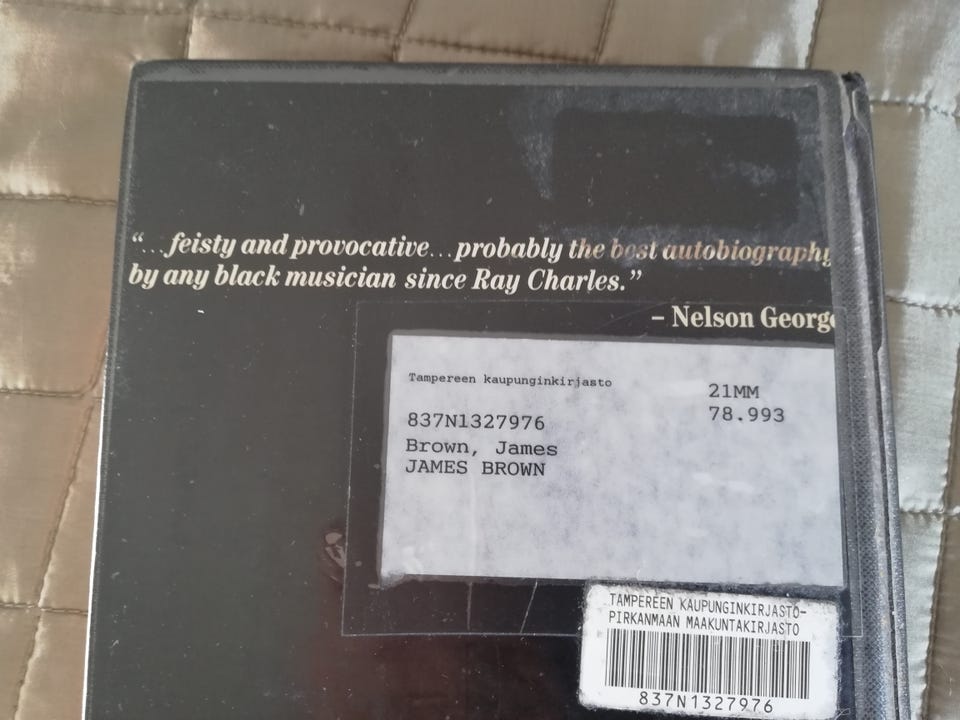 “...feisty and provocative...probably the best autobiography
by any black musician since Ray Charles.”
– Nelson George
Tampereen kaupunginkirjasto
21MM
78.993
837N1327976
Brown, James
JAMES BROWN
TAMPEREEN KAUPUNGINKIRJASTO-
PIRKANMAAN MAAKUNTAKIRJASTO
837N1327976